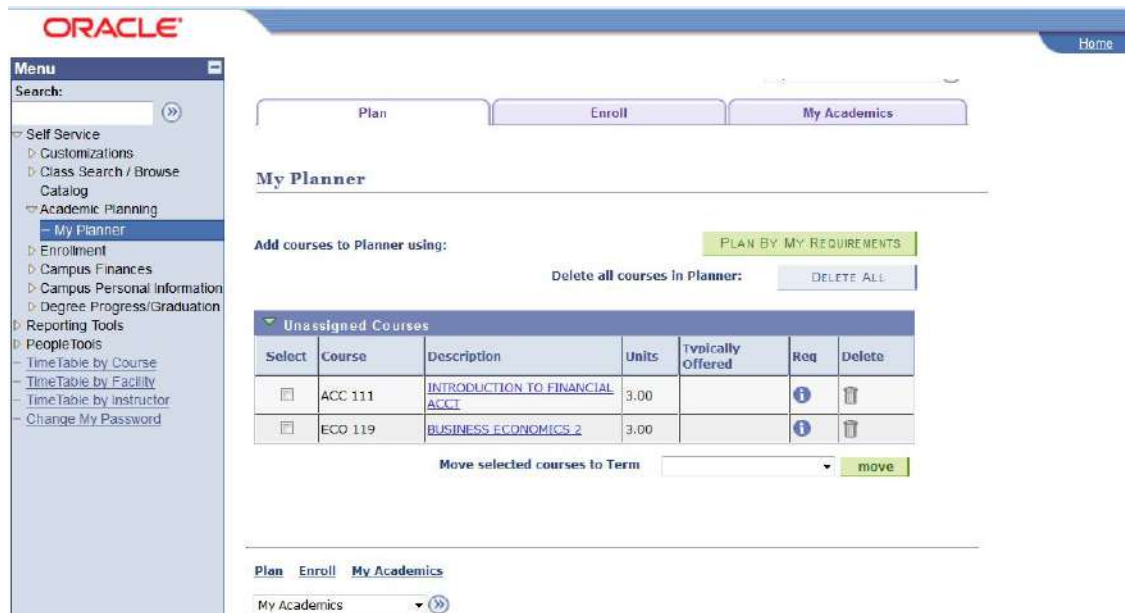 ORACLE
Home
Menu
Search:
Self Service
Customizations
Class Search / Browse
Catalog
Academic Planning
My Planner
Enrollment
Campus Finances
Campus Personal Information
Degree Progress/Graduation
Reporting Tools
PeopleTools
TimeTable by Course
TimeTable by Facility
TimeTable by Instructor
Change My Password
Plan Enroll My Academics
My Planner
Add courses to Planner using: PLAN BY MY REQUIREMENTS
Delete all courses in Planner: DELETE ALL
Unassigned Courses
Select Course Description Units Typically Offered Req Delete
ACC 111 INTRODUCTION TO FINANCIAL ACCT 3.00
ECO 119 BUSINESS ECONOMICS 2 3.00
Move selected courses to Term move
Plan Enroll My Academics
My Academics